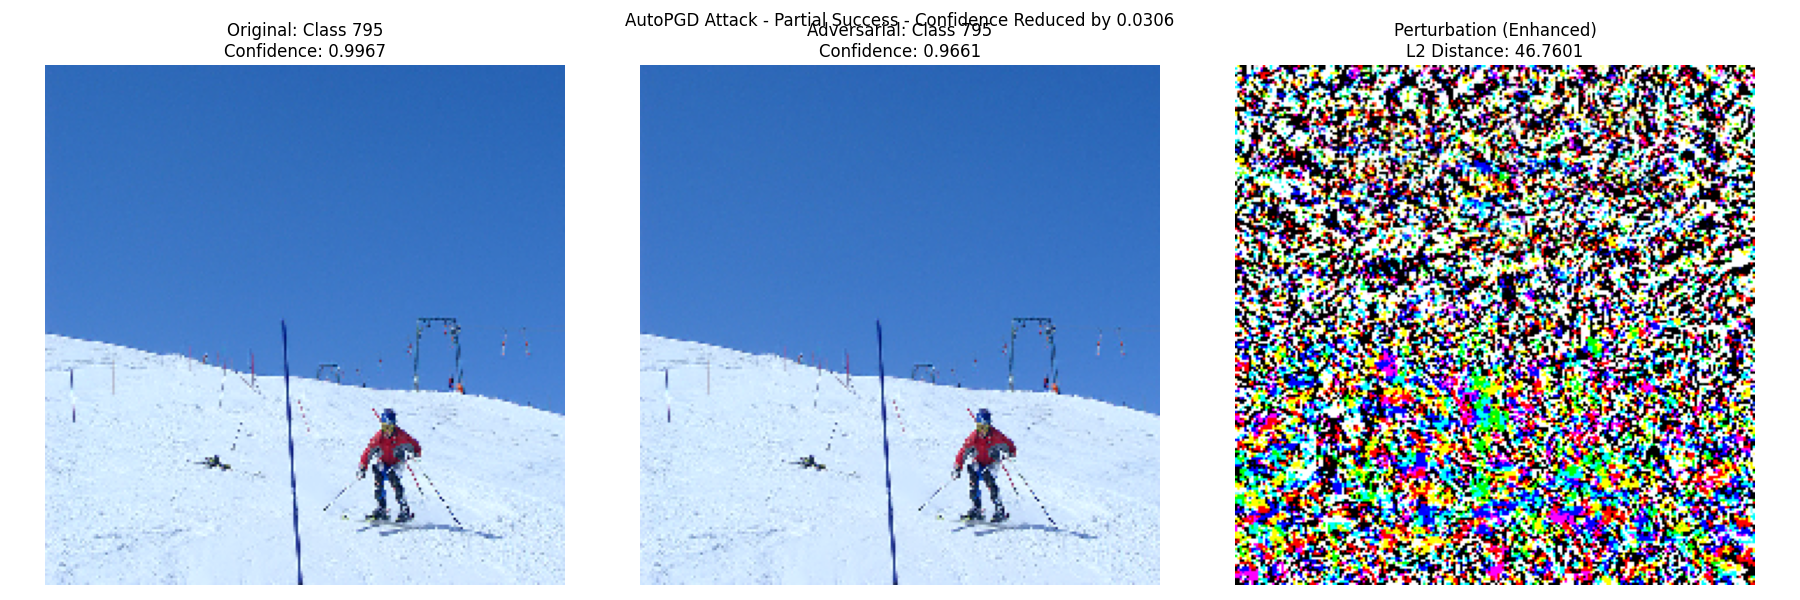 AutoPGD Attack - Partial Success - Confidence Reduced by 0.0306
Original: Class 795
Confidence: 0.9967
Adversarial: Class 795
Confidence: 0.9661
Perturbation (Enhanced)
L2 Distance: 46.7601